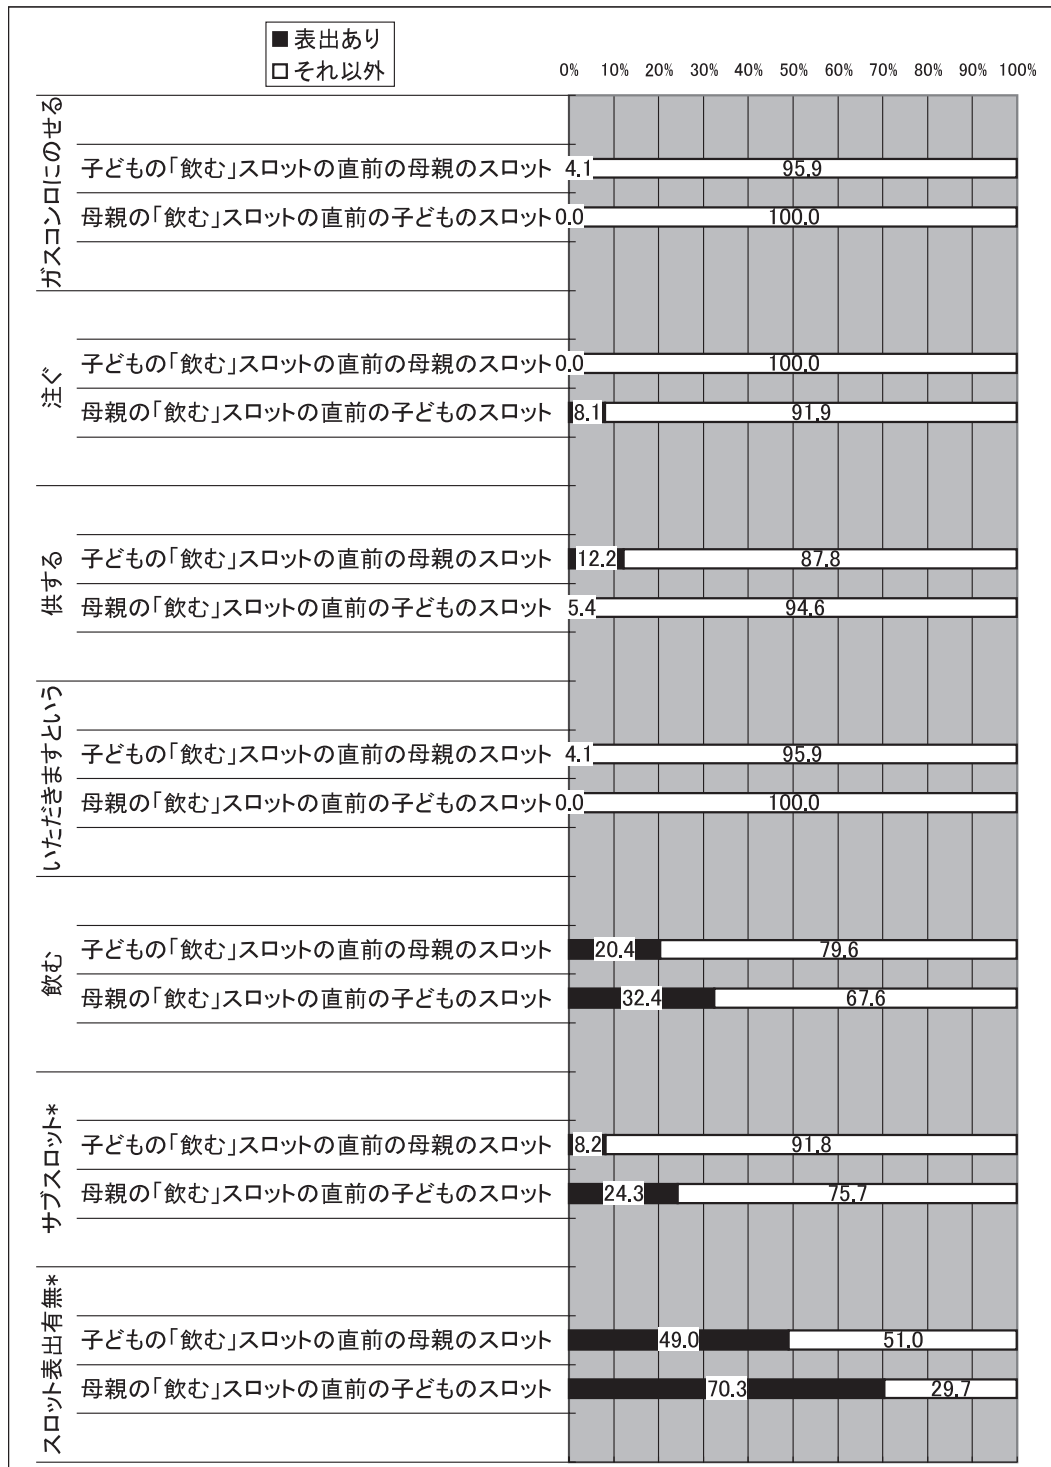 ■表出あり
□それ以外
0% 10% 20% 30% 40% 50% 60% 70% 80% 90% 100%
ガスコンロにのせる
子どもの「飲む」スロットの直前の母親のスロット 4.1 95.9
母親の「飲む」スロットの直前の子どものスロット 0.0 100.0
注ぐ
子どもの「飲む」スロットの直前の母親のスロット 0.0 100.0
母親の「飲む」スロットの直前の子どものスロット 8.1 91.9
供する
子どもの「飲む」スロットの直前の母親のスロット 12.2 87.8
母親の「飲む」スロットの直前の子どものスロット 5.4 94.6
いただきますという
子どもの「飲む」スロットの直前の母親のスロット 4.1 95.9
母親の「飲む」スロットの直前の子どものスロット 0.0 100.0
飲む
子どもの「飲む」スロットの直前の母親のスロット 20.4 79.6
母親の「飲む」スロットの直前の子どものスロット 32.4 67.6
サブスロット*
子どもの「飲む」スロットの直前の母親のスロット 8.2 91.8
母親の「飲む」スロットの直前の子どものスロット 24.3 75.7
スロット表出有無*
子どもの「飲む」スロットの直前の母親のスロット 49.0 51.0
母親の「飲む」スロットの直前の子どものスロット 70.3 29.7